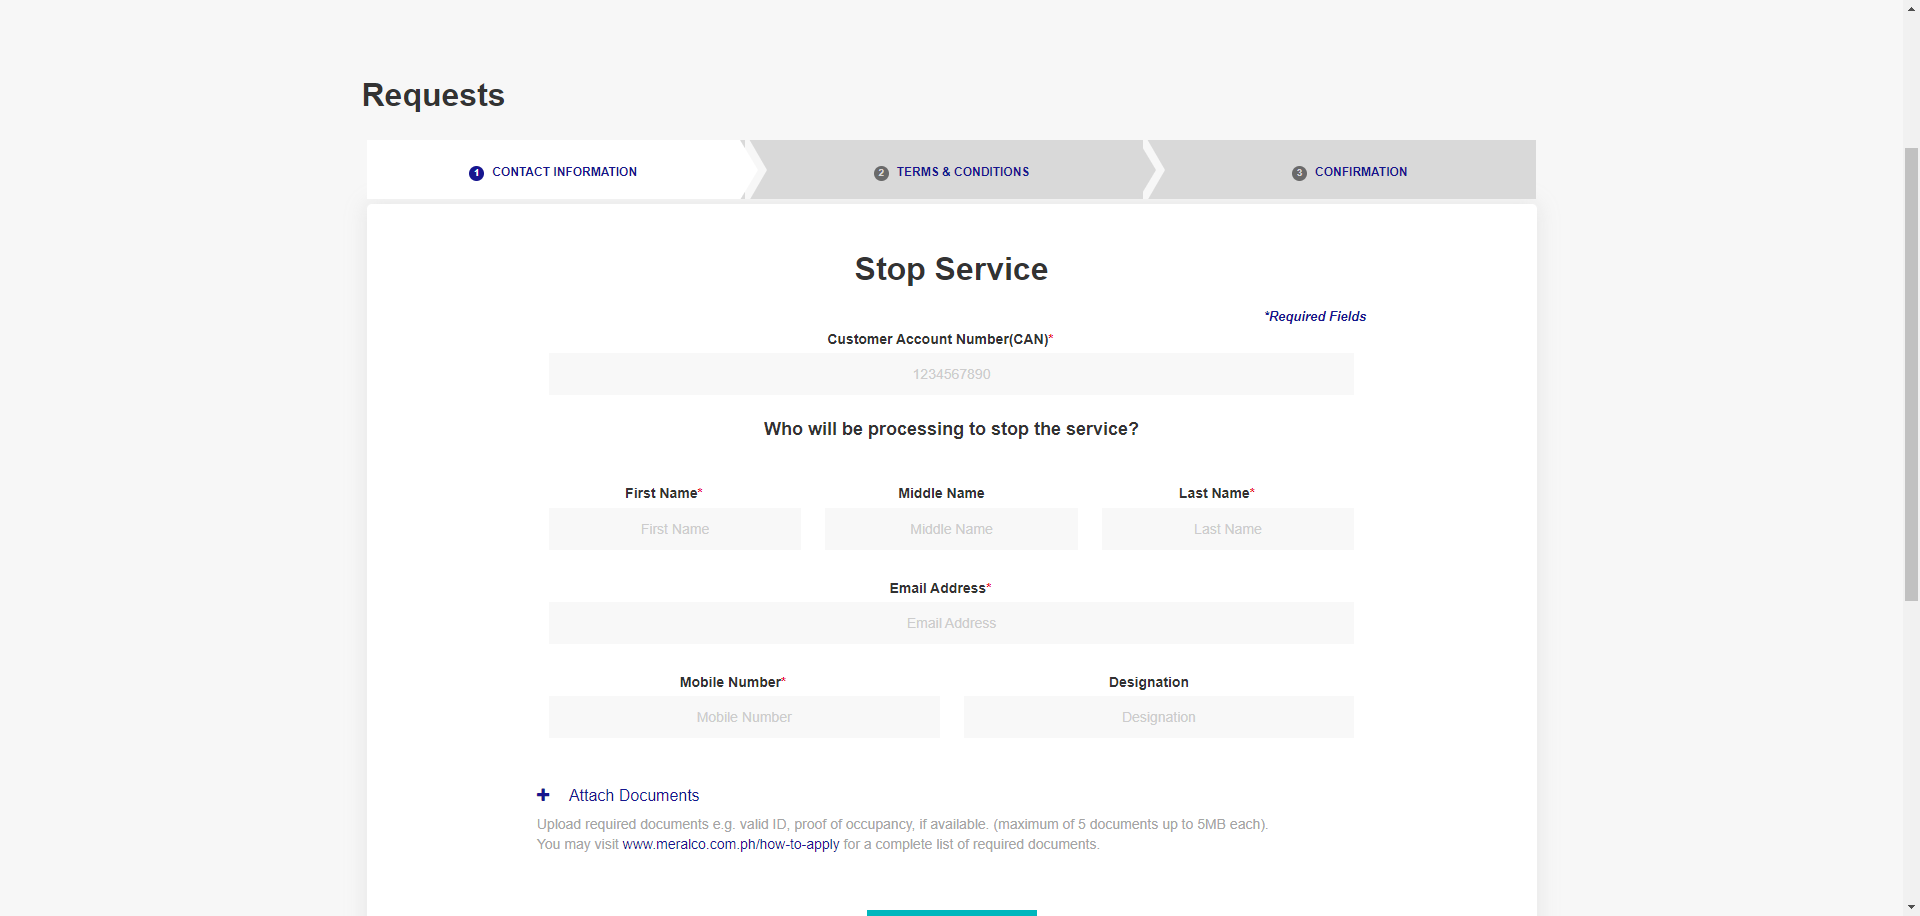 Requests
1 CONTACT INFORMATION
2 TERMS & CONDITIONS
3 CONFIRMATION
Stop Service
*Required Fields
Customer Account Number(CAN)*
1234567890
Who will be processing to stop the service?
First Name*
Middle Name
Last Name*
First Name
Middle Name
Last Name
Email Address*
Email Address
Mobile Number*
Designation
Mobile Number
Designation
+ Attach Documents
Upload required documents e.g. valid ID, proof of occupancy, if available. (maximum of 5 documents up to 5MB each).
You may visit www.meralco.com.ph/how-to-apply for a complete list of required documents.